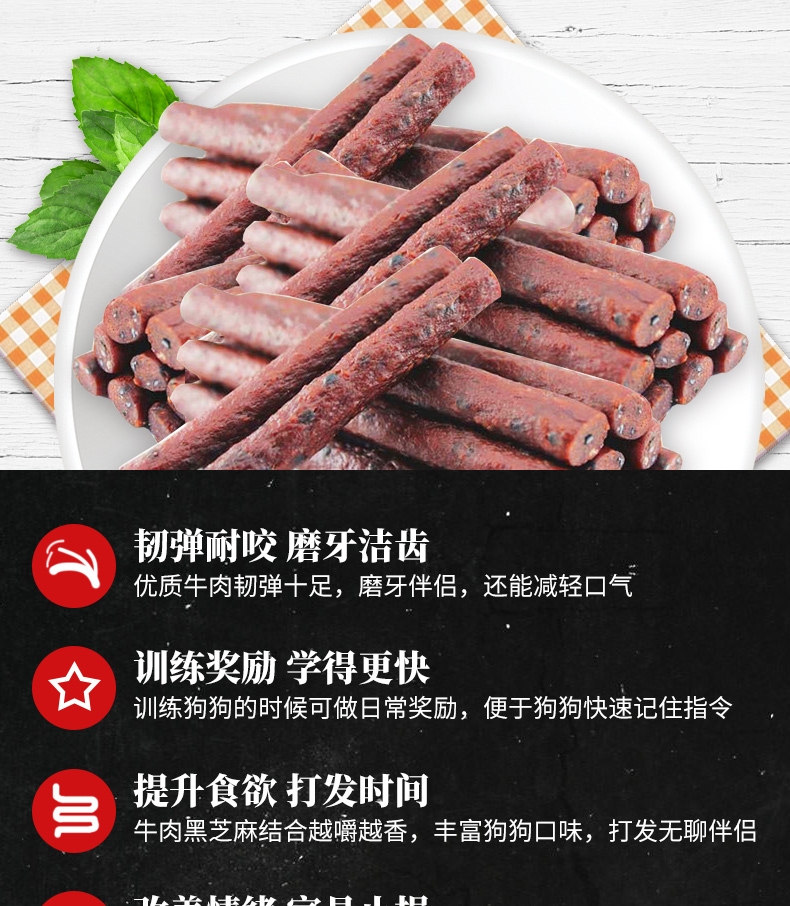 韧弹耐咬 磨牙洁齿
优质牛肉韧弹十足，磨牙伴侣，还能减轻口气
训练奖励 学得更快
训练狗狗的时候可做日常奖励，便于狗狗快速记住指令
提升食欲 打发时间
牛肉黑芝麻结合越嚼越香，丰富狗狗口味，打发无聊伴侣